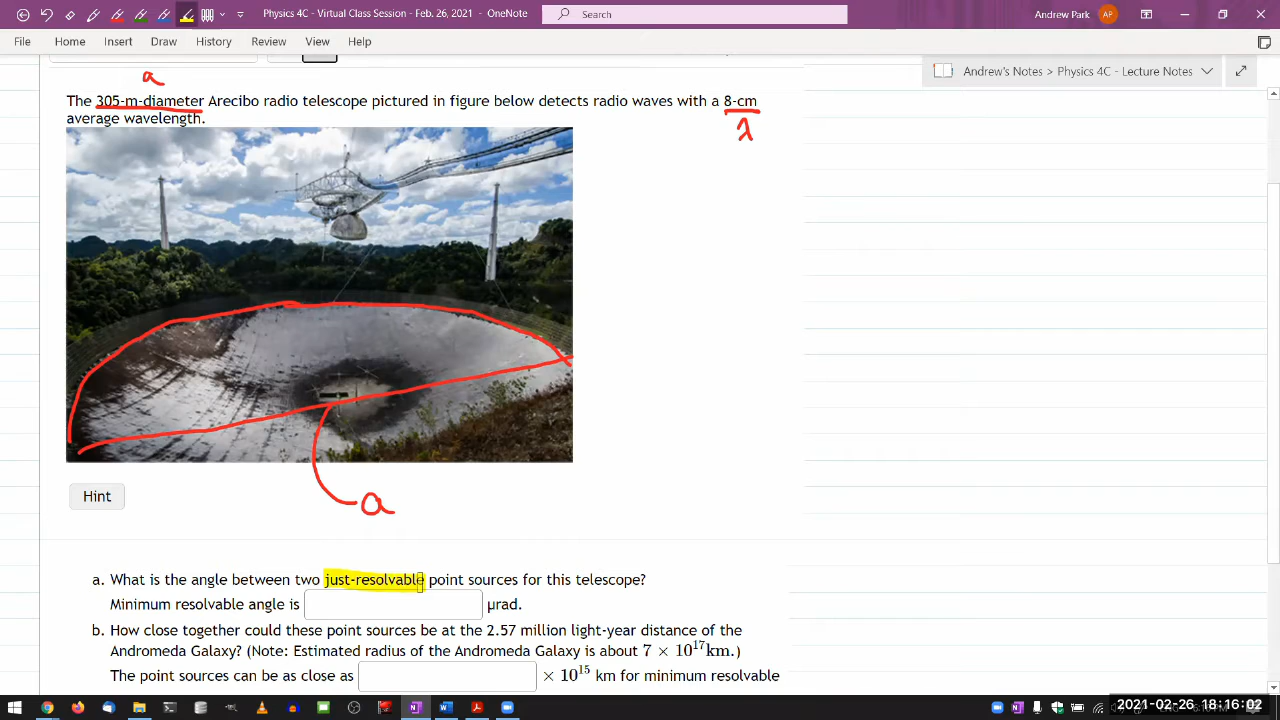 Physical 4C - Virtual Class Session - Feb. 26, 2021 - OneNote
Search
Andrew Park
AP
File Home Insert Draw History Review View Help
Andrew's Notes > Physics 4C - Lecture Notes
a
The 305-m-diameter Arecibo radio telescope pictured in figure below detects radio waves with a 8-cm
average wavelength.
λ
a
Hint
a. What is the angle between two just-resolvable point sources for this telescope?
Minimum resolvable angle is μrad.
b. How close together could these point sources be at the 2.57 million light-year distance of the
Andromeda Galaxy? (Note: Estimated radius of the Andromeda Galaxy is about 7 × 10¹⁷km.)
The point sources can be as close as × 10¹⁵ km for minimum resolvable
2021-02-26 18:16:02